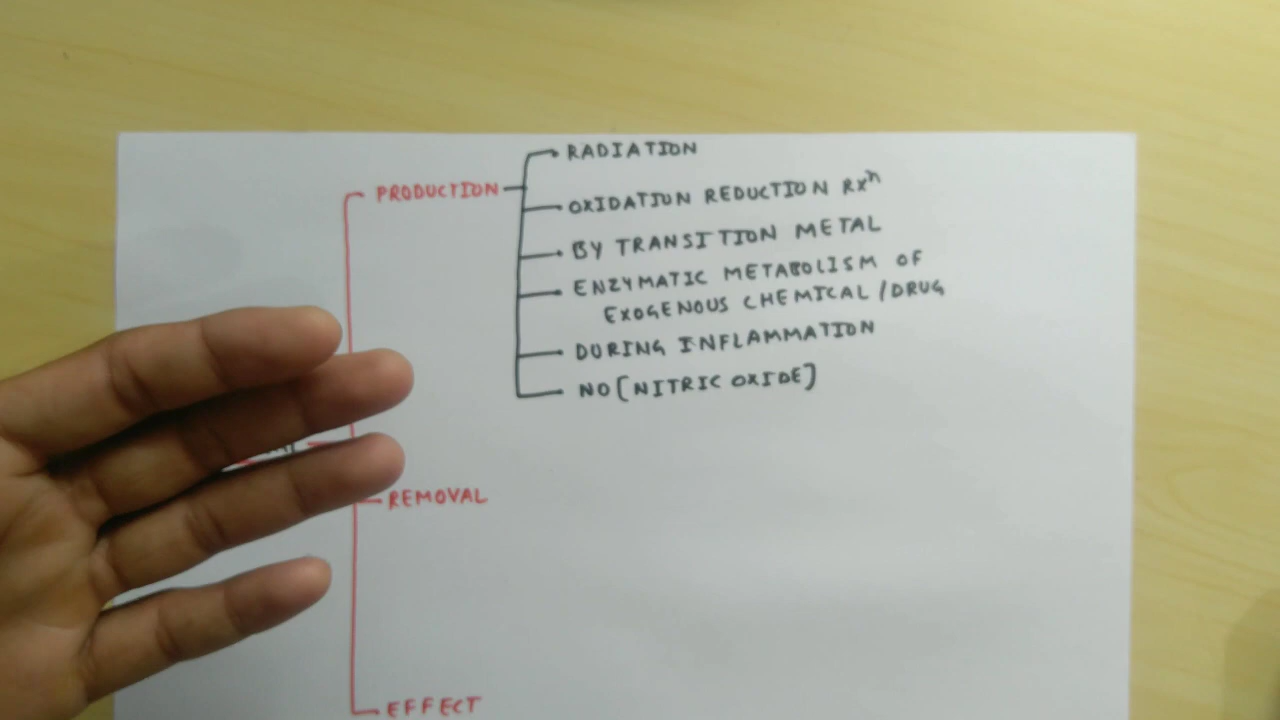 RADIATION
PRODUCTION
OXIDATION REDUCTION RXⁿ
BY TRANSITION METAL
ENZYMATIC METABOLISM OF
EXOGENOUS CHEMICAL / DRUG
DURING INFLAMMATION
NO [NITRIC OXIDE]
REMOVAL
EFFECT